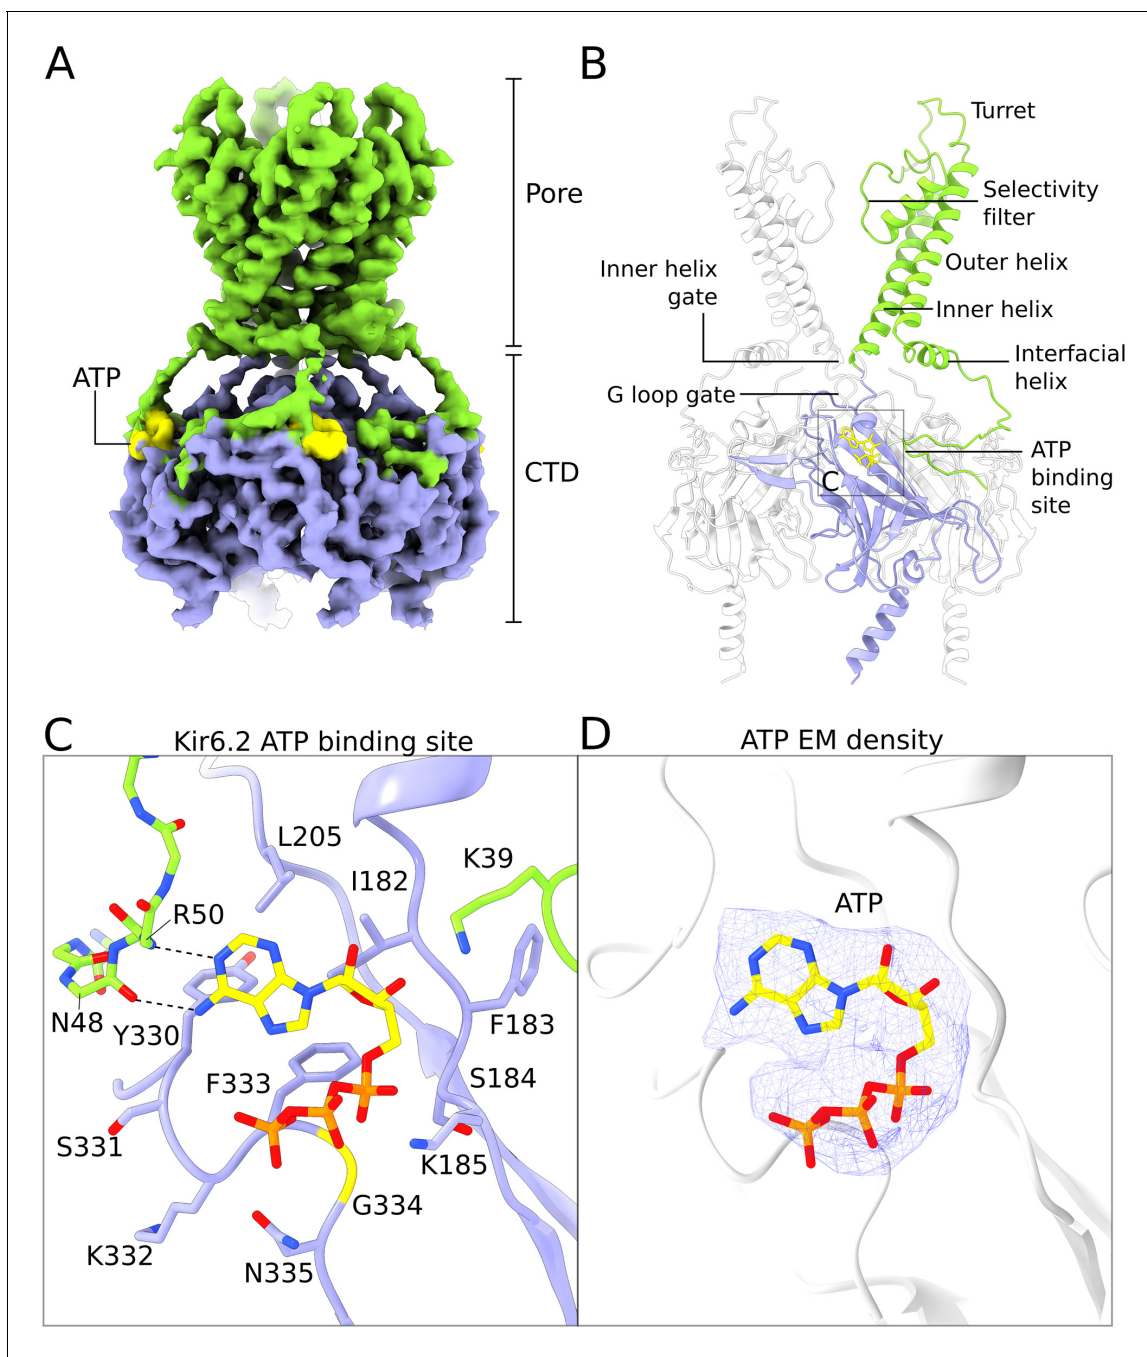 A
Pore
ATP
CTD
B
Turret
Selectivity
filter
Outer helix
Inner helix
gate
Inner helix
Interfacial
helix
G loop gate
ATP
binding
site
C
C
Kir6.2 ATP binding site
L205
K39
I182
R50
N48
Y330
F183
F333
S184
S331
K185
G334
K332
N335
D
ATP EM density
ATP